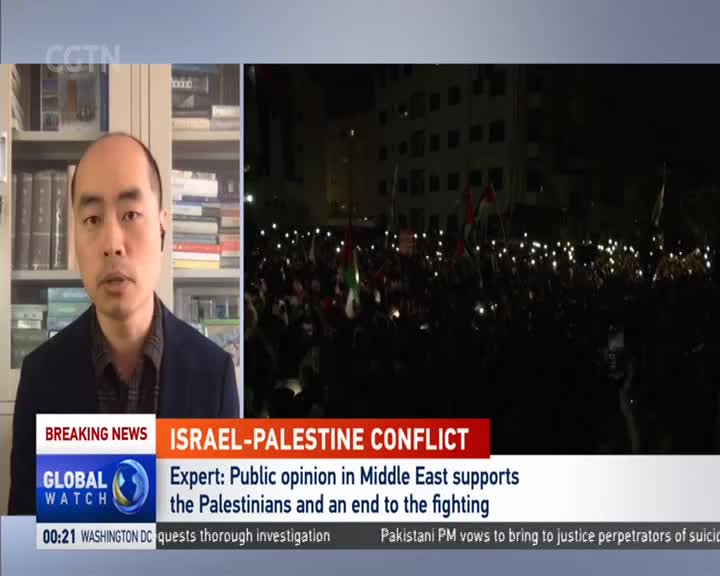 CGTN
BREAKING NEWS
ISRAEL-PALESTINE CONFLICT
GLOBAL
WATCH
Expert: Public opinion in Middle East supports
the Palestinians and an end to the fighting
00:21 WASHINGTON DC
quests thorough investigation Pakistani PM vows to bring to justice perpetrators of suic